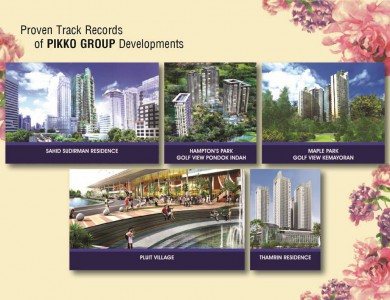 Proven Track Records
of PIKKO GROUP Developments
SAHID SUDIRMAN RESIDENCE
HAMPTON'S PARK
GOLF VIEW PONDOK INDAH
MAPLE PARK
GOLF VIEW KEMAYORAN
PLUIT VILLAGE
THAMRIN RESIDENCE